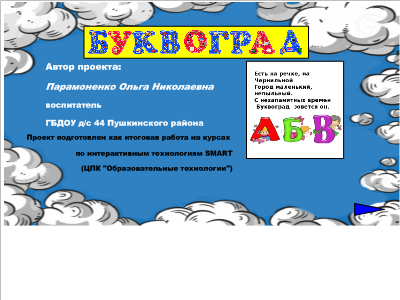 БУКВОГРАД
Автор проекта:
Парамоненко Ольга Николаевна
воспитатель
ГБДОУ д/с 44 Пушкинского района
Проект подготовлен как итоговая работа на курсах
по интерактивным технологиям SMART
(ЦПК "Образовательные технологии")
Есть на речке, на
Чернильной
Город маленький,
непыльный.
С незапамятных времён
Буквоград зовется он.
АБВ